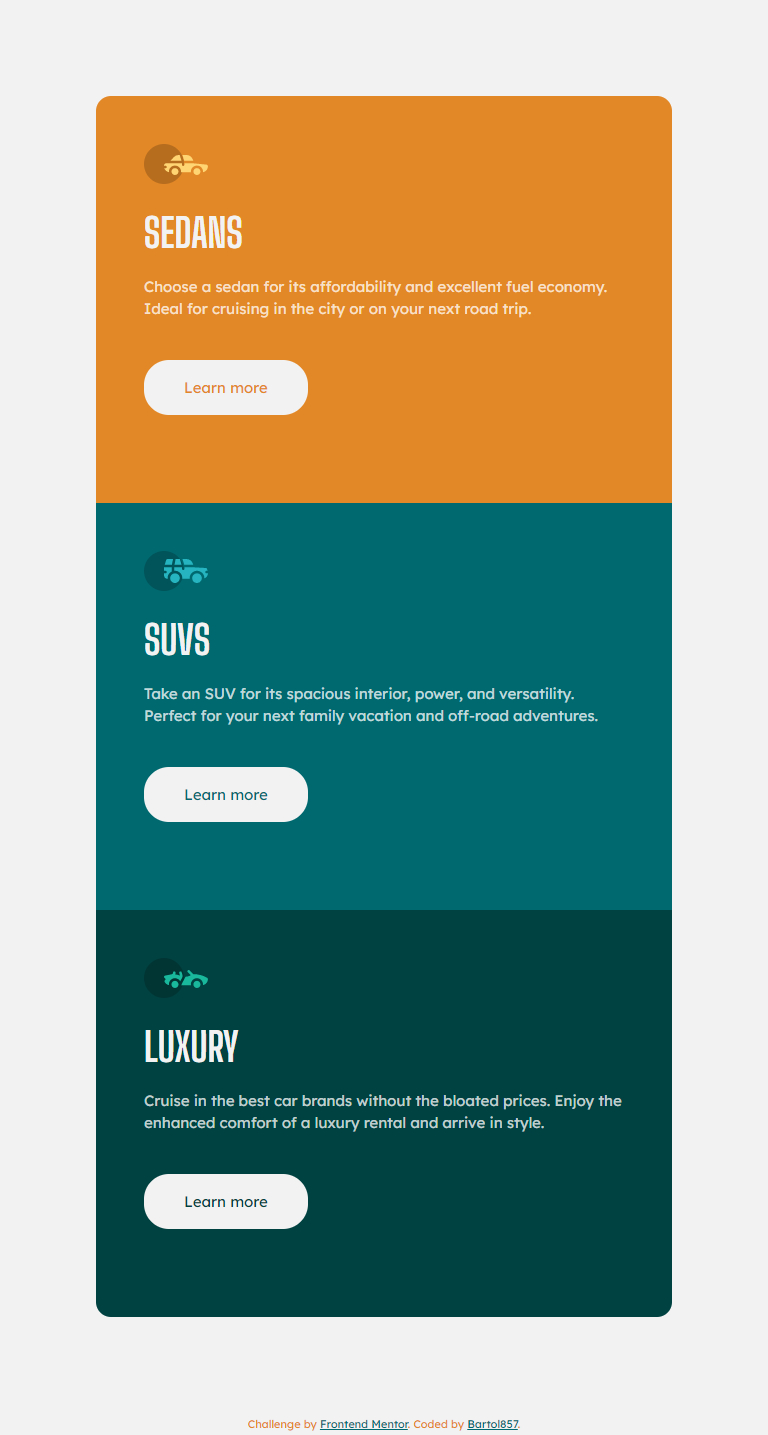 SEDANS
Choose a sedan for its affordability and excellent fuel economy.
Ideal for cruising in the city or on your next road trip.
Learn more
SUVS
Take an SUV for its spacious interior, power, and versatility.
Perfect for your next family vacation and off-road adventures.
Learn more
LUXURY
Cruise in the best car brands without the bloated prices. Enjoy the
enhanced comfort of a luxury rental and arrive in style.
Learn more
Challenge by Frontend Mentor. Coded by Bartol857.